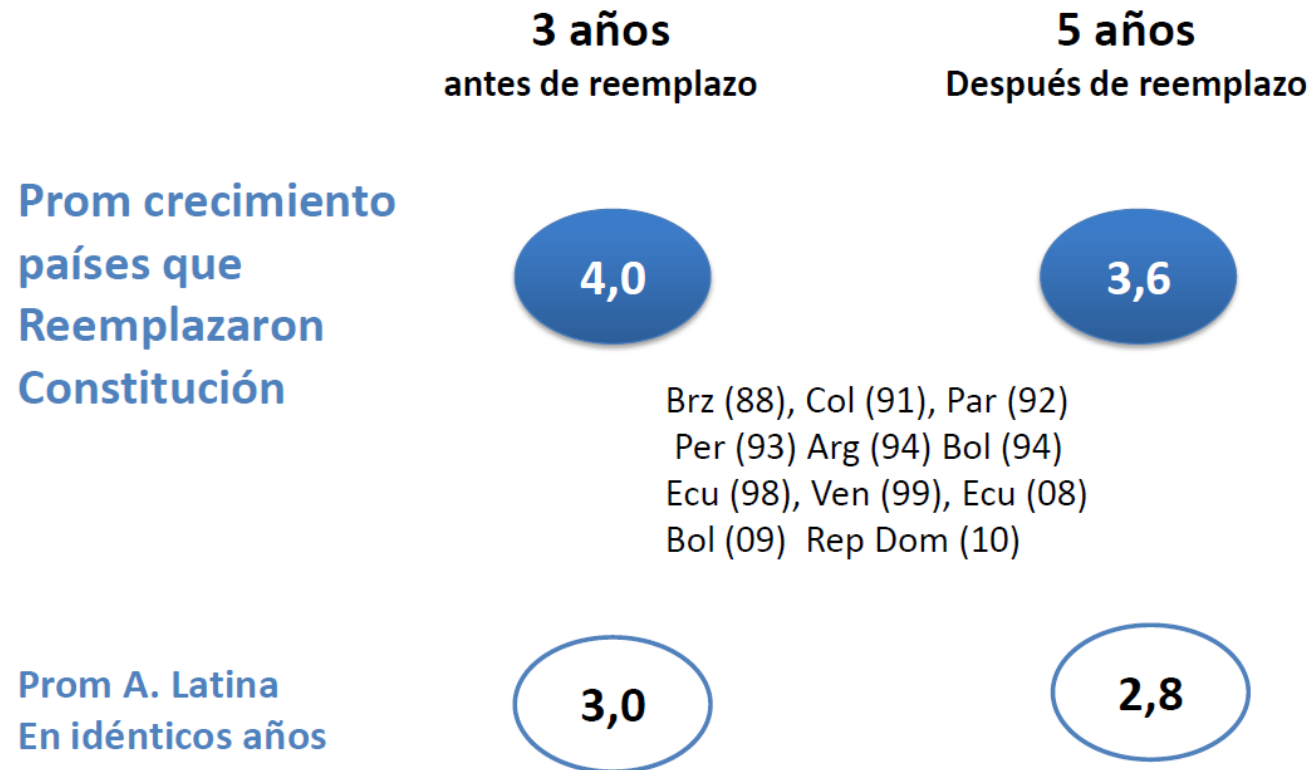 3 años
antes de reemplazo
5 años
Después de reemplazo
Prom crecimiento
países que
Reemplazaron
Constitución
4,0
3,6
Brz (88), Col (91), Par (92)
Per (93) Arg (94) Bol (94)
Ecu (98), Ven (99), Ecu (08)
Bol (09) Rep Dom (10)
Prom A. Latina
En idénticos años
3,0
2,8